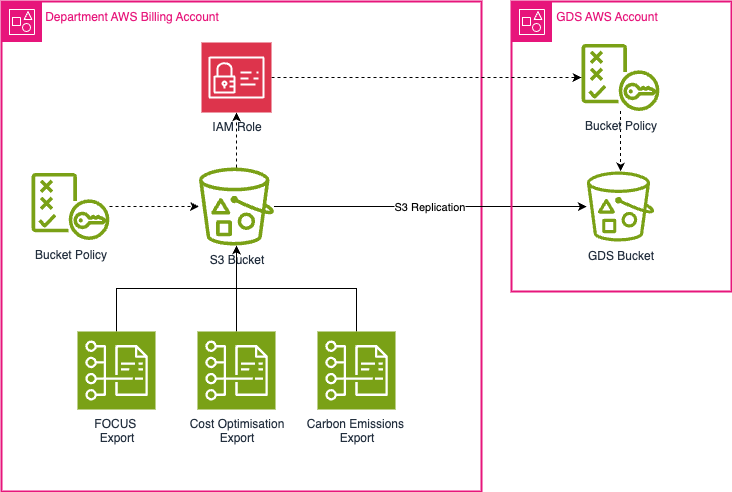 Department AWS Billing Account
GDS AWS Account
IAM Role
Bucket Policy
S3 Replication
Bucket Policy
S3 Bucket
GDS Bucket
FOCUS
Export
Cost Optimisation
Export
Carbon Emissions
Export